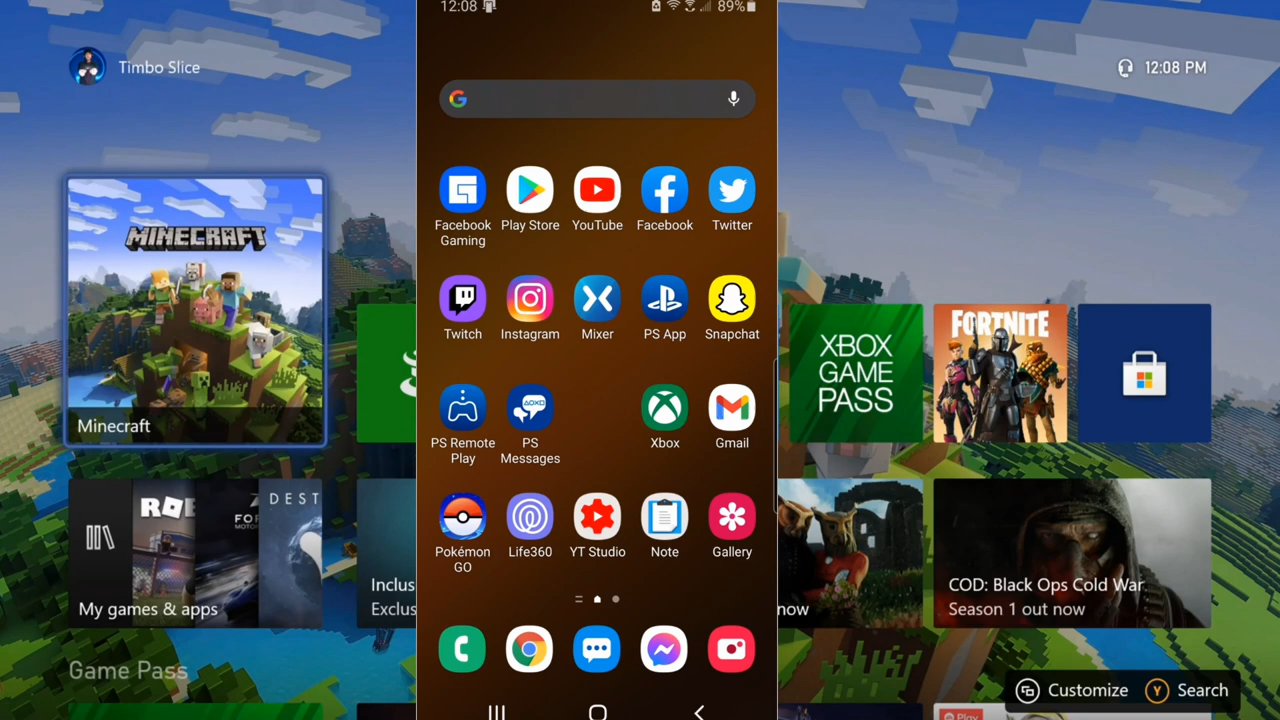 12:08
89%
Timbo Slice
12:08 PM
Facebook
Gaming
Play Store
YouTube
Facebook
Twitter
MINECRAFT
Minecraft
Twitch
Instagram
Mixer
PS App
Snapchat
XBOX
GAME
PASS
FORTNITE
PS Remote
Play
PS
Messages
Xbox
Gmail
DEST
My games & apps
Pokémon
GO
Life360
YT Studio
Note
Gallery
Inclus
Exclus
now
COD: Black Ops Cold War
Season 1 out now
Game Pass
Customize
Y
Search
Play